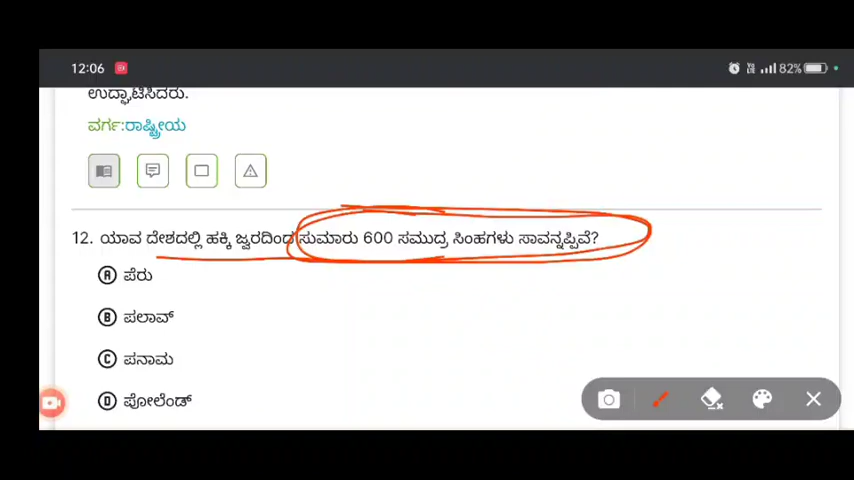 12:06
82%
ಉದ್ಘಾಟಿಸಿದರು.
ವರ್ಗ:ರಾಷ್ಟ್ರೀಯ
12. ಯಾವ ದೇಶದಲ್ಲಿ ಹಕ್ಕಿ ಜ್ವರದಿಂದ ಸುಮಾರು 600 ಸಮುದ್ರ ಸಿಂಹಗಳು ಸಾವನ್ನಪ್ಪಿವೆ?
A ಪೆರು
B ಪಲಾವ್
C ಪನಾಮ
D ಪೋಲೆಂಡ್